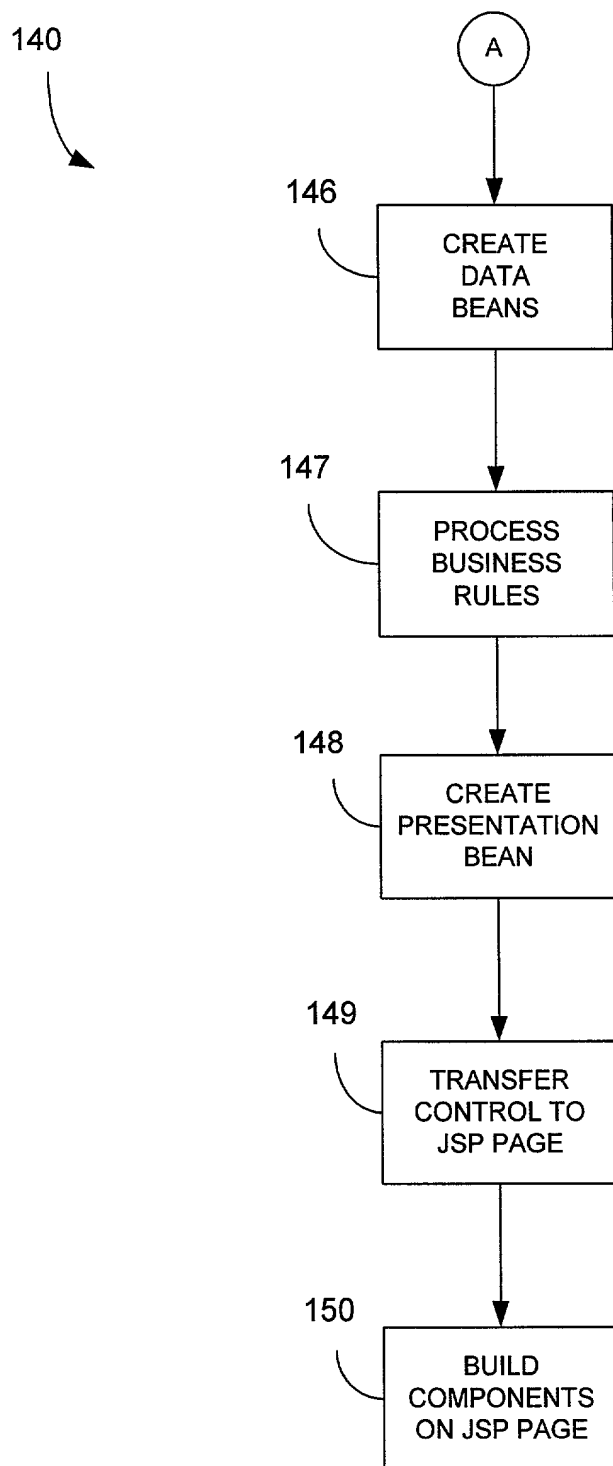 140
A
146
CREATE
DATA
BEANS
147
PROCESS
BUSINESS
RULES
148
CREATE
PRESENTATION
BEAN
149
TRANSFER
CONTROL TO
JSP PAGE
150
BUILD
COMPONENTS
ON JSP PAGE